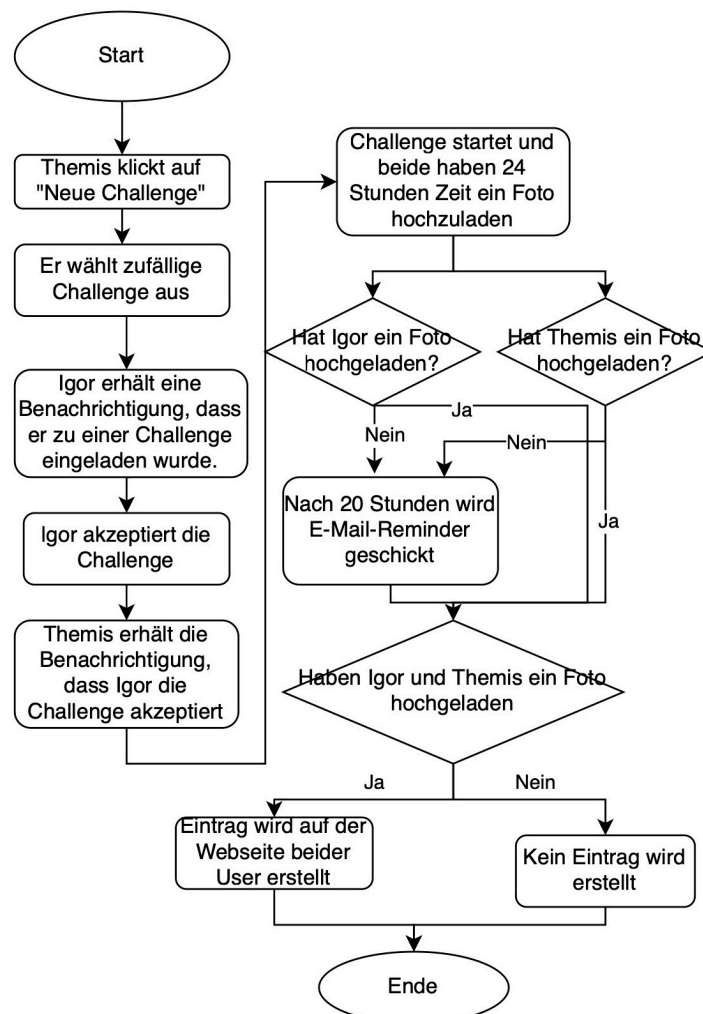 Start
Themis klickt auf
"Neue Challenge"
Er wählt zufällige
Challenge aus
Igor erhält eine
Benachrichtigung, dass
er zu einer Challenge
eingeladen wurde.
Igor akzeptiert die
Challenge
Themis erhält die
Benachrichtigung,
dass Igor die
Challenge akzeptiert
Challenge startet und
beide haben 24
Stunden Zeit ein Foto
hochzuladen
Hat Igor ein Foto
hochgeladen?
Hat Themis ein Foto
hochgeladen?
Ja
Nein
Nein
Ja
Nach 20 Stunden wird
E-Mail-Reminder
geschickt
Haben Igor und Themis ein Foto
hochgeladen
Ja
Nein
Eintrag wird auf der
Webseite beider
User erstellt
Kein Eintrag wird
erstellt
Ende